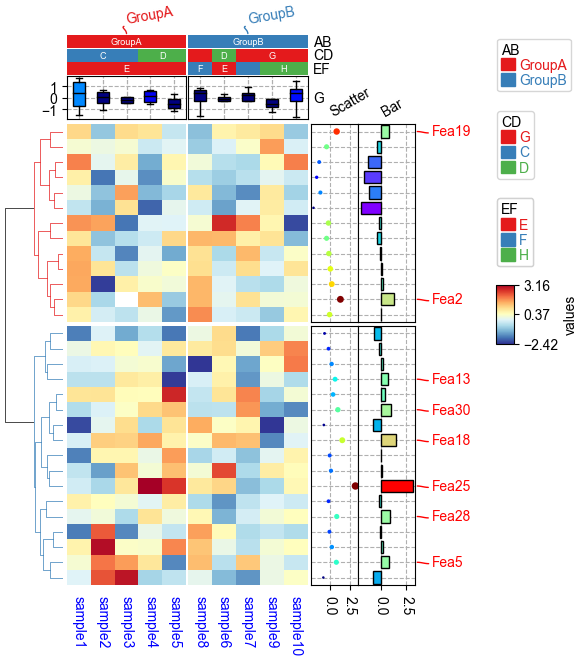 GroupA GroupB
GroupA GroupB AB
C D D G CD
E F E H EF
1
0
−1
G
Scatter Bar
Fea19
Fea2
Fea13
Fea30
Fea18
Fea25
Fea28
Fea5
0.0 2.5 0.0 2.5
sample1 sample2 sample3 sample4 sample5 sample8 sample6 sample7 sample9 sample10
AB
GroupA
GroupB
CD
G
C
D
EF
E
F
H
3.16
0.37
−2.42
values